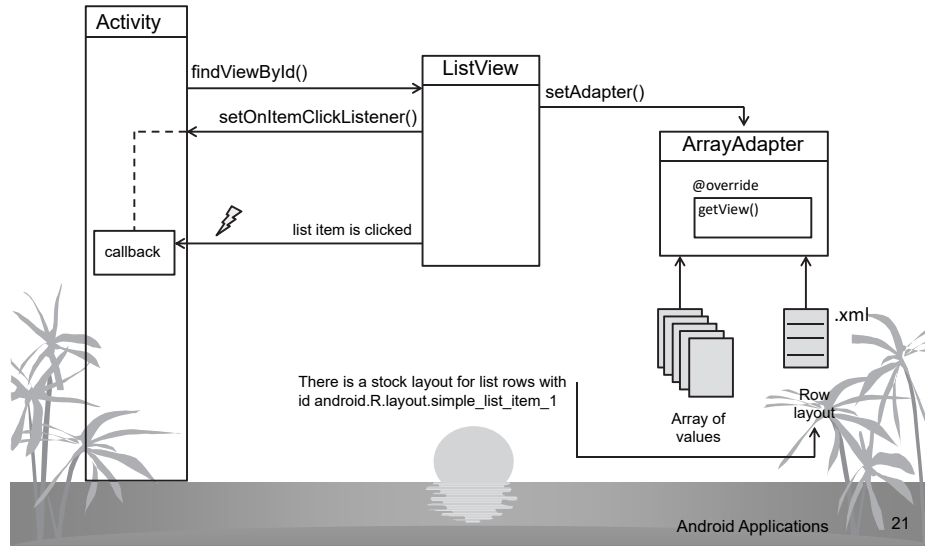 Activity
findViewById()
ListView
setAdapter()
setOnItemClickListener()
ArrayAdapter
@override
getView()
list item is clicked
callback
.xml
There is a stock layout for list rows with
id android.R.layout.simple_list_item_1
Row
layout
Array of
values
Android Applications
21